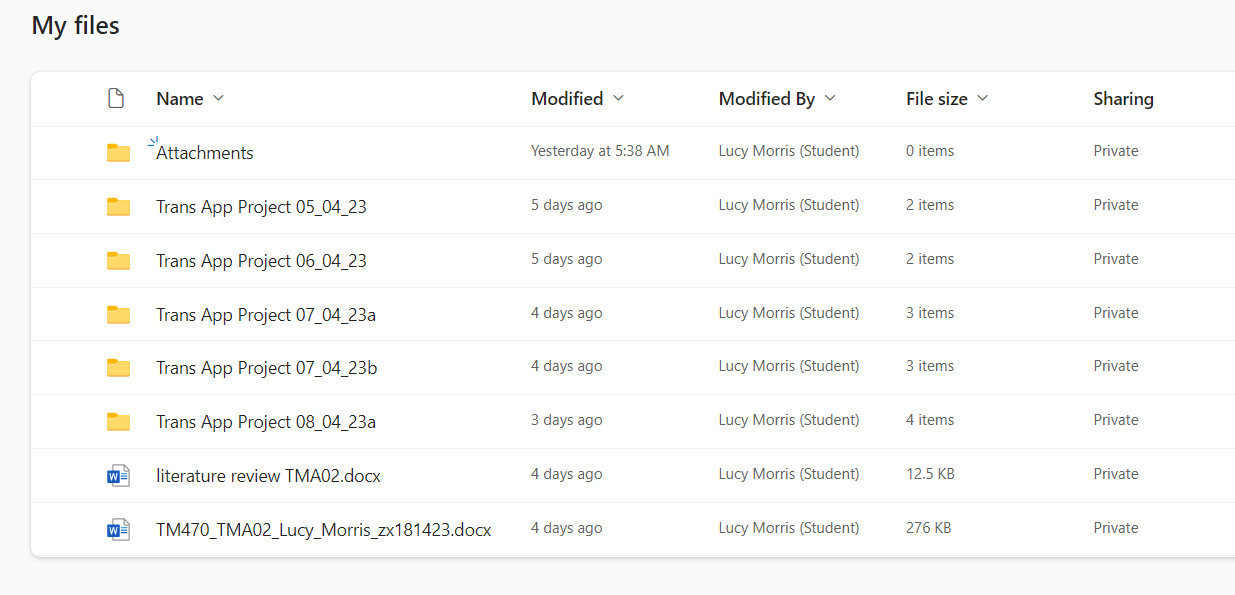 My files
Name Modified Modified By File size Sharing
Attachments Yesterday at 5:38 AM Lucy Morris (Student) 0 items Private
Trans App Project 05_04_23 5 days ago Lucy Morris (Student) 2 items Private
Trans App Project 06_04_23 5 days ago Lucy Morris (Student) 2 items Private
Trans App Project 07_04_23a 4 days ago Lucy Morris (Student) 3 items Private
Trans App Project 07_04_23b 4 days ago Lucy Morris (Student) 3 items Private
Trans App Project 08_04_23a 3 days ago Lucy Morris (Student) 4 items Private
literature review TMA02.docx 4 days ago Lucy Morris (Student) 12.5 KB Private
TM470_TMA02_Lucy_Morris_zx181423.docx 4 days ago Lucy Morris (Student) 276 KB Private